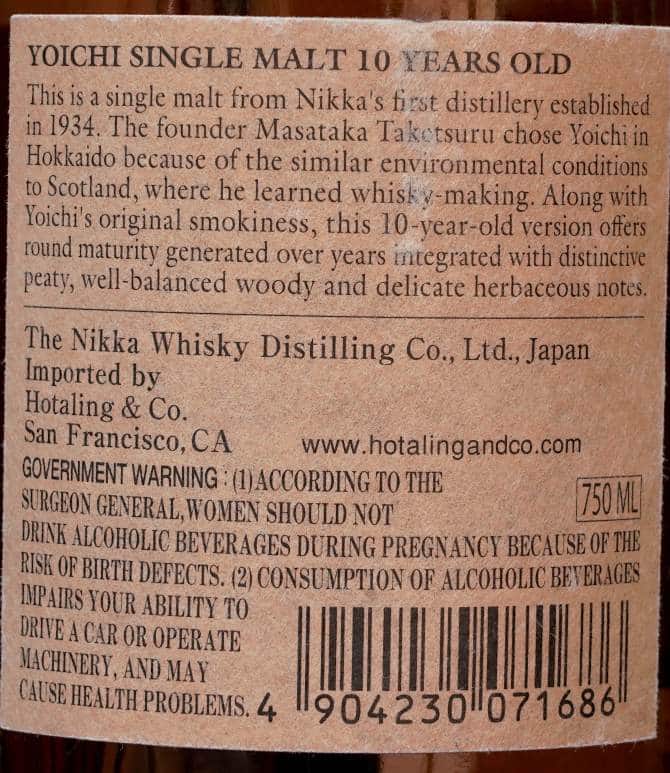 YOICHI SINGLE MALT 10 YEARS OLD
This is a single malt from Nikka's first distillery established
in 1934. The founder Masataka Taketsuru chose Yoichi in
Hokkaido because of the similar environmental conditions
to Scotland, where he learned whisky-making. Along with
Yoichi's original smokiness, this 10-year-old version offers
round maturity generated over years integrated with distinctive
peaty, well-balanced woody and delicate herbaceous notes.
The Nikka Whisky Distilling Co., Ltd., Japan
Imported by
Hotaling & Co.
San Francisco, CA www.hotalingandco.com
GOVERNMENT WARNING : (1) ACCORDING TO THE
SURGEON GENERAL, WOMEN SHOULD NOT
750 ML
DRINK ALCOHOLIC BEVERAGES DURING PREGNANCY BECAUSE OF THE
RISK OF BIRTH DEFECTS. (2) CONSUMPTION OF ALCOHOLIC BEVERAGES
IMPAIRS YOUR ABILITY TO
DRIVE A CAR OR OPERATE
MACHINERY, AND MAY
CAUSE HEALTH PROBLEMS. 4 904230 071686